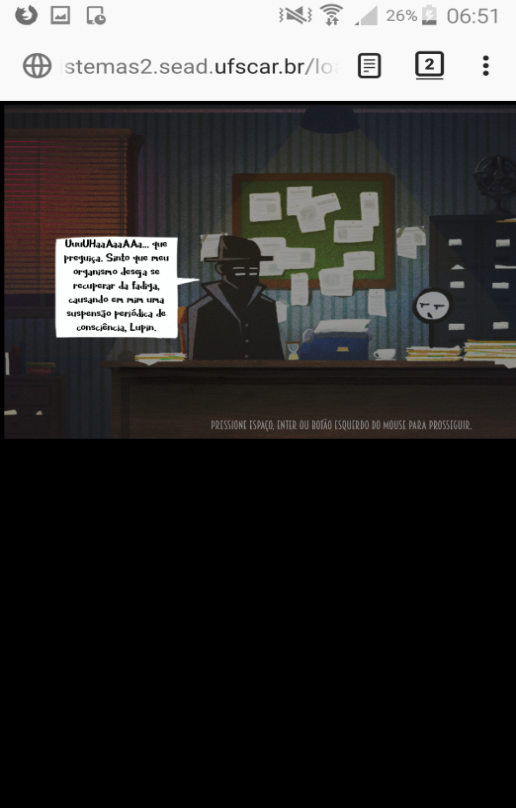 26% 06:51
stemas2.sead.ufscar.br/lo
2
UuuUHaaAaaAAa... que
preguiça. Sinto que meu
organismo deseja se
recuperar da fadiga,
causando em mim uma
suspensão periódica de
consciência, Lupin.
PRESSIONE ESPAÇO, ENTER OU BOTÃO ESQUERDO DO MOUSE PARA PROSSEGUIR.